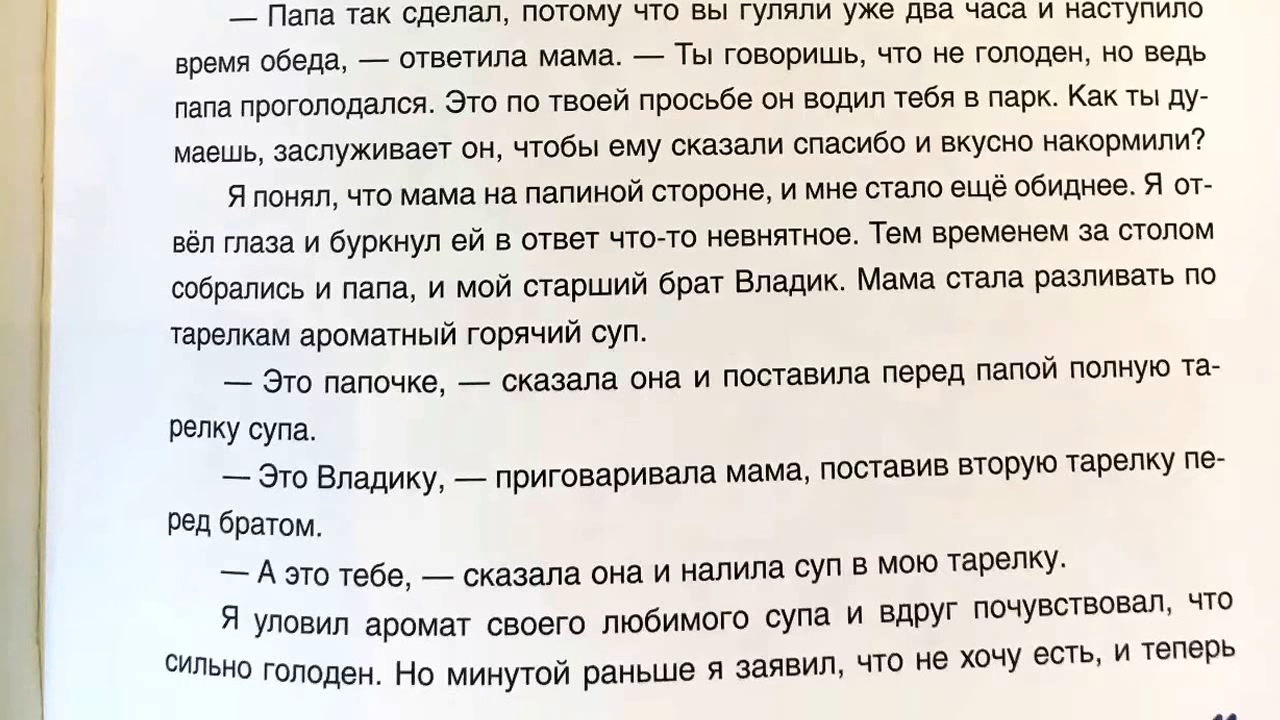 — Папа так сделал, потому что вы гуляли уже два часа и наступило
время обеда, — ответила мама. — Ты говоришь, что не голоден, но ведь
папа проголодался. Это по твоей просьбе он водил тебя в парк. Как ты ду-
маешь, заслуживает он, чтобы ему сказали спасибо и вкусно накормили?
Я понял, что мама на папиной стороне, и мне стало ещё обиднее. Я от-
вёл глаза и буркнул ей в ответ что-то невнятное. Тем временем за столом
собрались и папа, и мой старший брат Владик. Мама стала разливать по
тарелкам ароматный горячий суп.
— Это папочке, — сказала она и поставила перед папой полную та-
релку супа.
— Это Владику, — приговаривала мама, поставив вторую тарелку пе-
ред братом.
— А это тебе, — сказала она и налила суп в мою тарелку.
Я уловил аромат своего любимого супа и вдруг почувствовал, что
сильно голоден. Но минутой раньше я заявил, что не хочу есть, и теперь